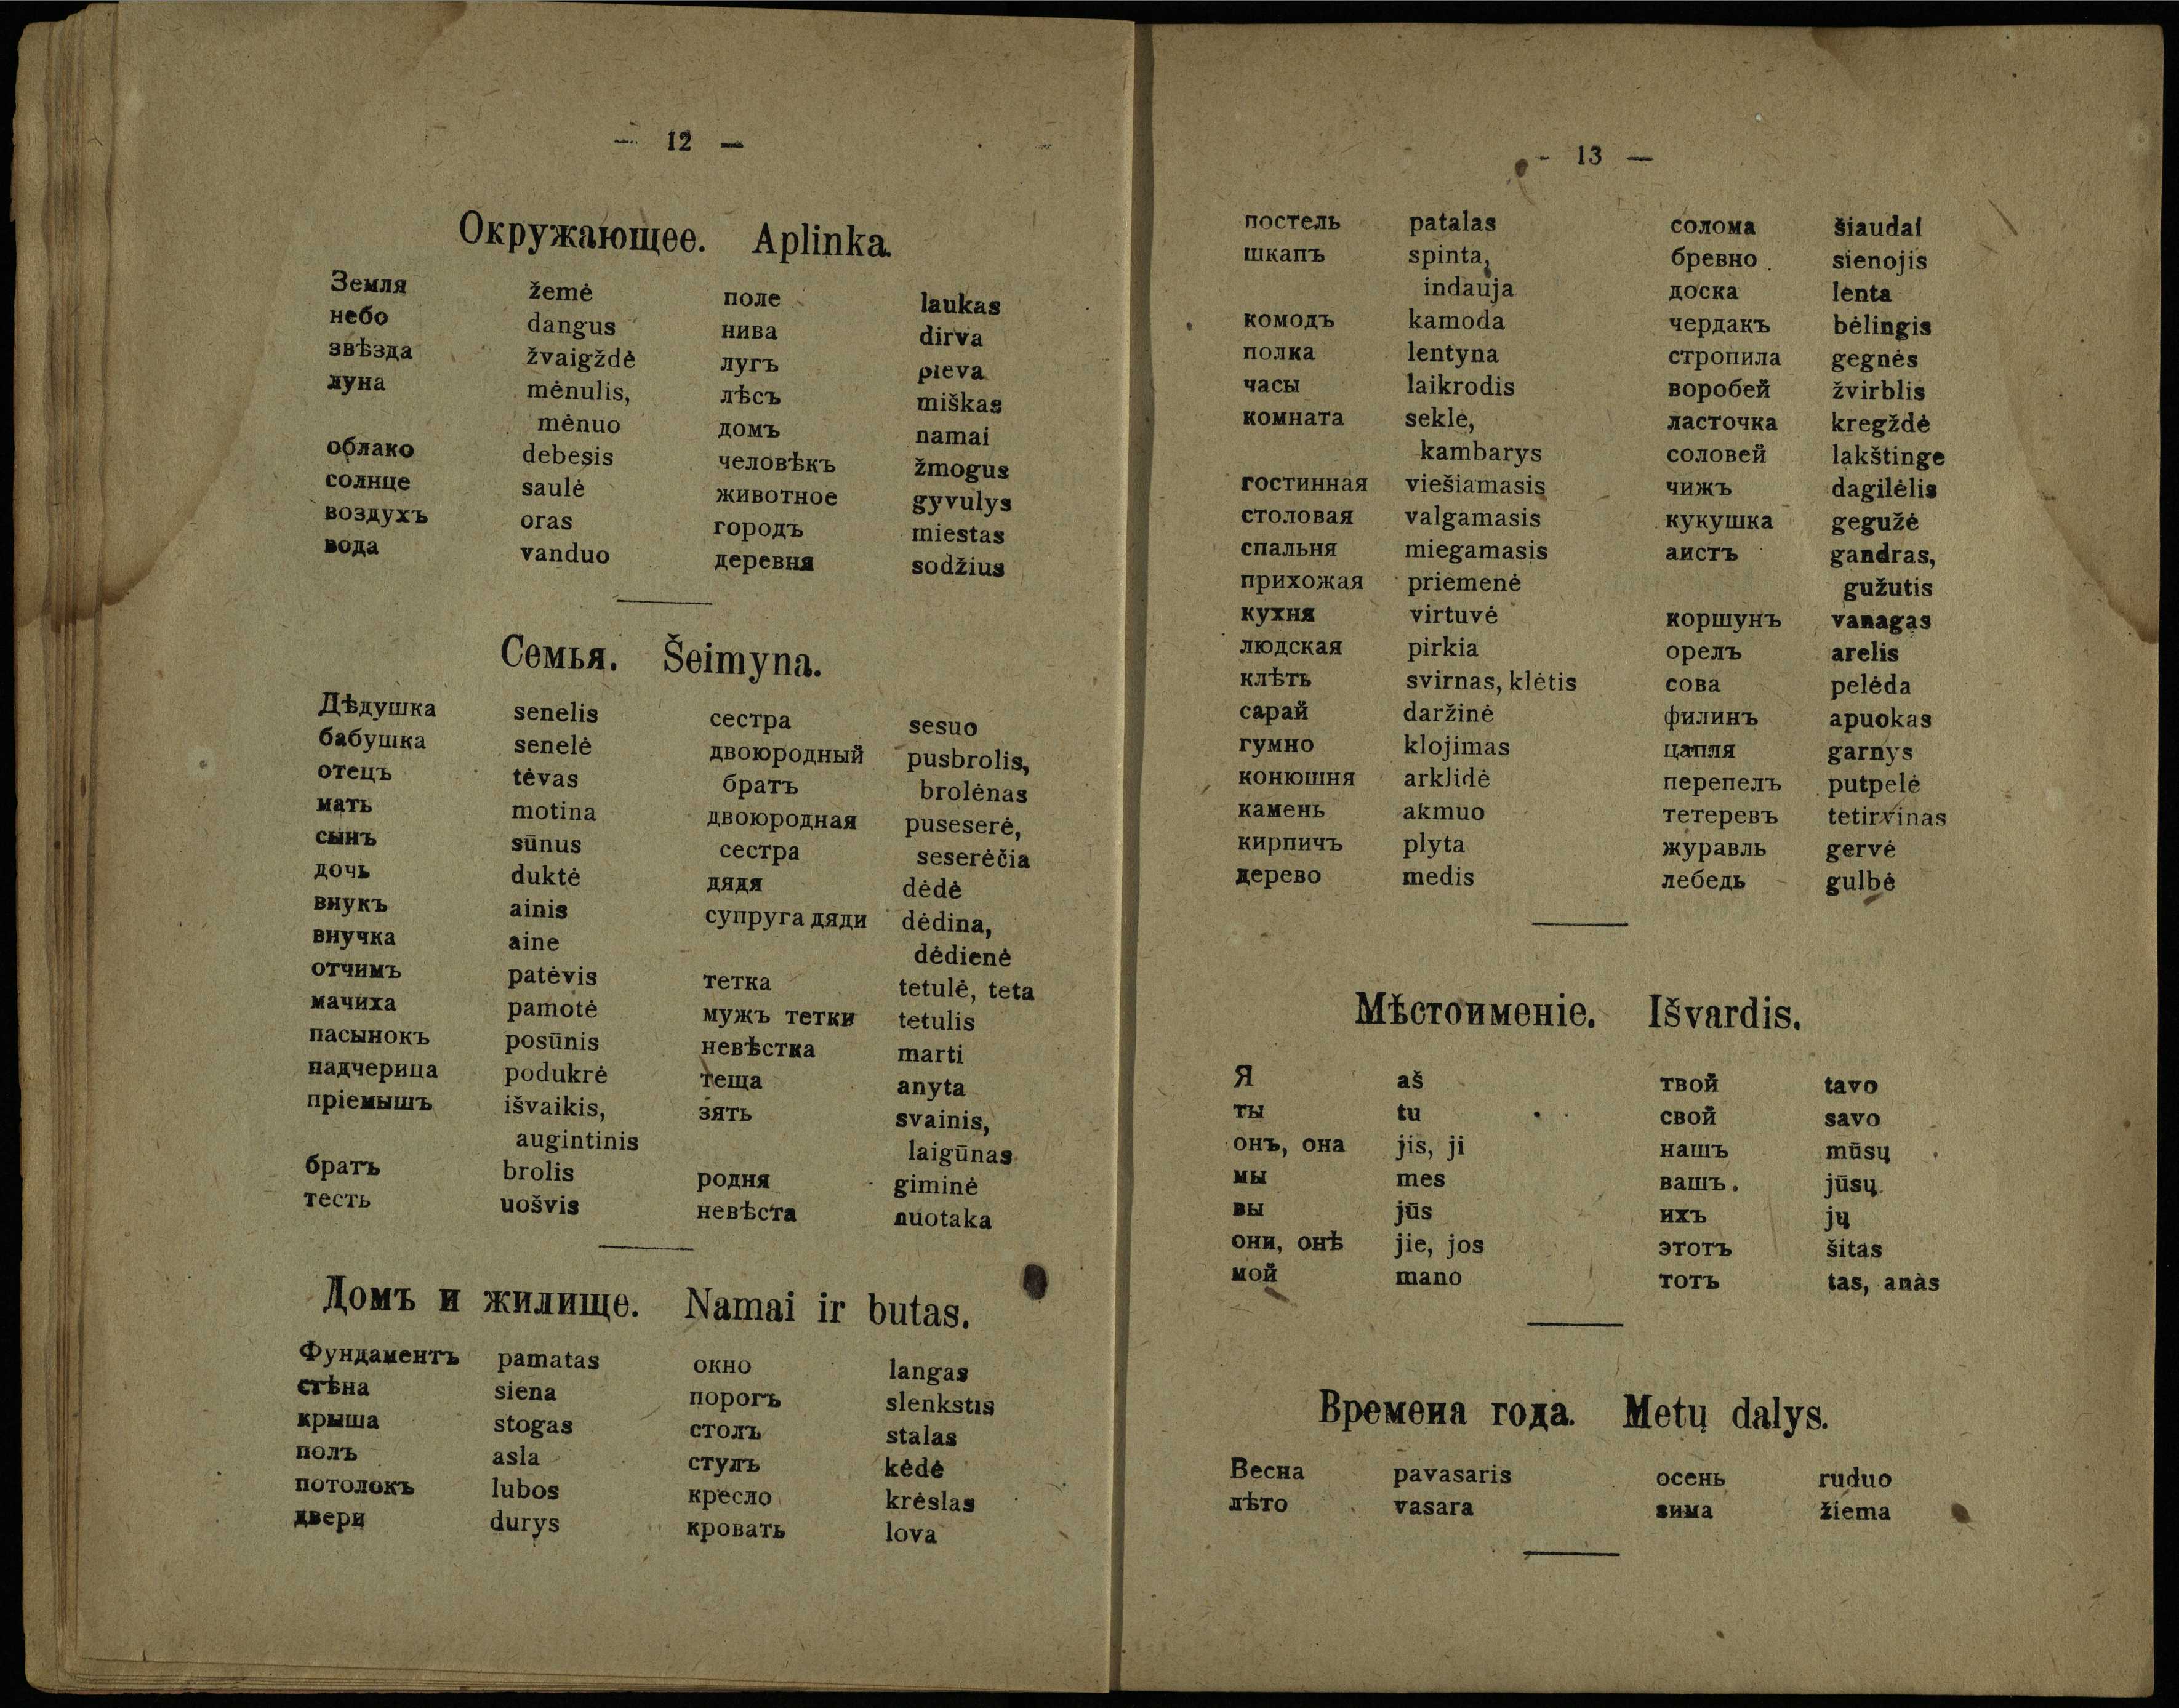 — 12 —
Окружающее. Aplinka.
Земля žemė поле laukas
небо dangus нива dirva
звѣзда žvaigždė лугъ pieva
луна mėnulis, лѣсъ miškas
mėnuo домъ namai
облако debesis человѣкъ žmogus
солнце saulė животное gyvulys
воздухъ oras городъ miestas
вода vanduo деревня sodžius
Семья. Šeimyna.
Дѣдушка senelis сестра sesuo
бабушка senelė двоюродный pusbrolis,
отецъ tėvas братъ brolėnas
мать motina двоюродная puseserė,
сынъ sūnus сестра seserėčia
дочь duktė дядя dėdė
внукъ ainis супруга дяди dėdina,
внучка aine dėdienė
отчимъ patėvis тетка tetulė, teta
мачиха pamotė мужъ тетки tetulis
пасынокъ posūnis невѣстка marti
падчерица podukrė теща anyta
пріемышъ išvaikis, зять svainis,
augintinis laigūnas
братъ brolis родня giminė
тесть uošvis невѣста nuotaka
Домъ и жилище. Namai ir butas.
Фундаментъ pamatas окно langas
стѣна siena порогъ slenkstis
крыша stogas столъ stalas
полъ asla стулъ kėdė
потолокъ lubos кресло krėslas
двери durys кровать lova
- 13 —
постель patalas солома šiaudai
шкапъ spinta, бревно sienojis
indauja доска lenta
комодъ kamoda чердакъ bėlingis
полка lentyna стропила gegnės
часы laikrodis воробей žvirblis
комната sekle, ласточка kregždė
kambarys соловей lakštinge
гостинная viešiamasis чижъ dagilėlis
столовая valgamasis кукушка gegužė
спальня miegamasis аистъ gandras,
прихожая priemenė gužutis
кухня virtuvė коршунъ vanagas
людская pirkia орелъ arelis
клѣть svirnas, klėtis сова pelėda
сарай daržinė филинъ apuokas
гумно klojimas цапля garnys
конюшня arklidė перепелъ putpelė
камень akmuo тетеревъ tetirvinas
кирпичъ plyta журавль gervė
дерево medis лебедь gulbė
Мѣстоименіе. Išvardis.
Я aš твой tavo
ты tu свой savo
онъ, она jis, ji нашъ mūsų
мы mes вашъ. jūsų
вы jūs ихъ jų
они, онѣ jie, jos этотъ šitas
мой mano тотъ tas, anàs
Времена года. Metų dalys.
Весна pavasaris осень ruduo
лѣто vasara зима žiema